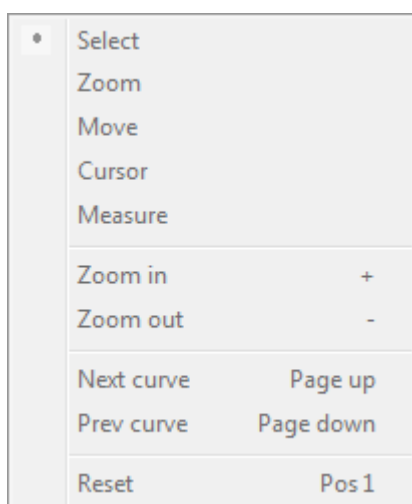 Select
Zoom
Move
Cursor
Measure
Zoom in +
Zoom out -
Next curve Page up
Prev curve Page down
Reset Pos 1